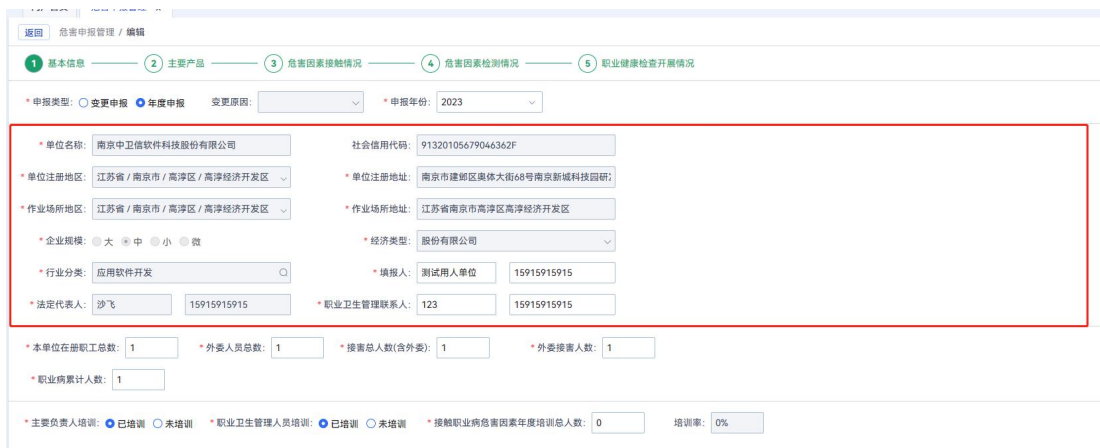 返回 危害申报管理 / 编辑
1 基本信息 2 主要产品 3 危害因素接触情况 4 危害因素检测情况 5 职业健康检查开展情况
* 申报类型: 变更申报 年度申报 变更原因: * 申报年份: 2023
* 单位名称: 南京中卫信软件科技股份有限公司 社会信用代码: 91320105679046362F
* 单位注册地区: 江苏省 / 南京市 / 高淳区 / 高淳经济开发区 * 单位注册地址: 南京市建邺区奥体大街68号南京新城科技园研
* 作业场所地区: 江苏省 / 南京市 / 高淳区 / 高淳经济开发区 * 作业场所地址: 江苏省南京市高淳区高淳经济开发区
* 企业规模: 大 中 小 微 * 经济类型: 股份有限公司
* 行业分类: 应用软件开发 * 填报人: 测试用人单位 15915915915
* 法定代表人: 沙飞 15915915915 * 职业卫生管理联系人: 123 15915915915
* 本单位在册职工总数: 1 * 外委人员总数: 1 * 接害总人数(含外委): 1 * 外委接害人数: 1
* 职业病累计人数: 1
* 主要负责人培训: 已培训 未培训 * 职业卫生管理人员培训: 已培训 未培训 * 接触职业病危害因素年度培训总人数: 0 培训率: 0%